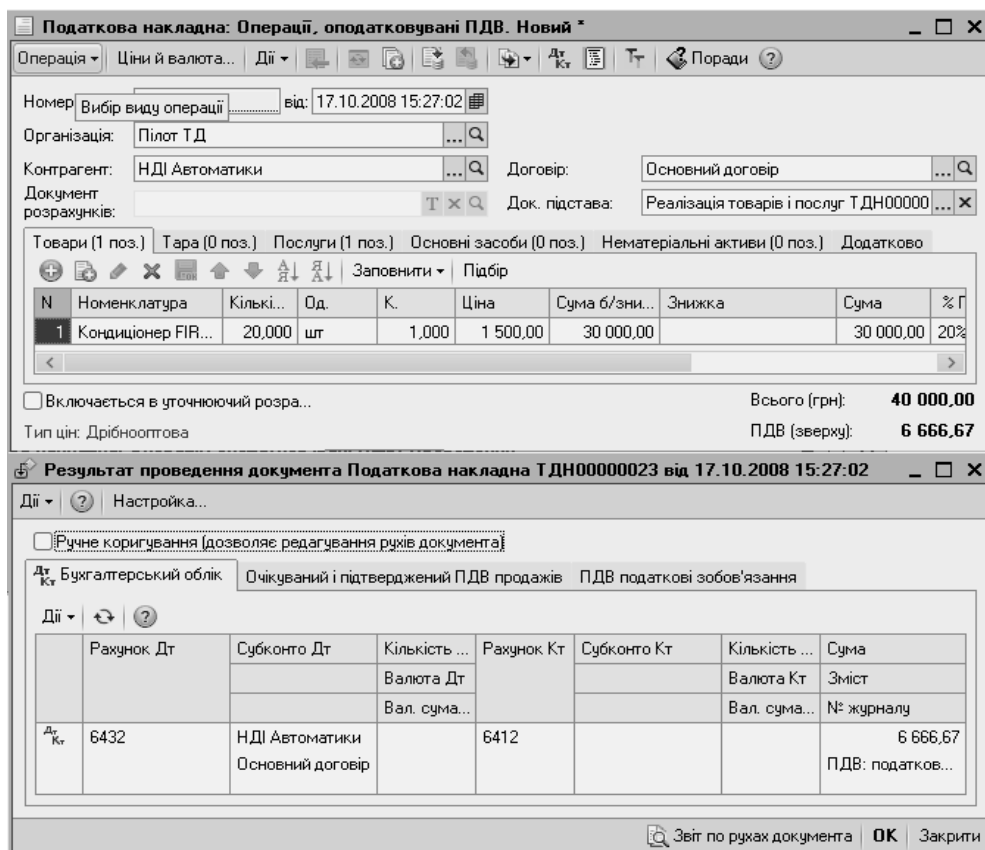 Податкова накладна: Операції, оподатковувані ПДВ. Новий *
Операція Ціни й валюта... Дії Дт Кт Поради
Номер від: 17.10.2008 15:27:02
Вибір виду операції
Організація: Пілот ТД
Контрагент: НДІ Автоматики Договір: Основний договір
Документ розрахунків: Док. підстава: Реалізація товарів і послуг ТДН00000
Товари (1 поз.) Тара (0 поз.) Послуги (1 поз.) Основні засоби (0 поз.) Нематеріальні активи (0 поз.) Додатково
Заповнити Підбір
N Номенклатура Кількі... Од. К. Ціна Сума б/зни... Знижка Сума %
1 Кондиціонер FIR... 20,000 шт 1,000 1 500,00 30 000,00 30 000,00 20%
Включається в уточнюючий розра... Всього (грн): 40 000,00
Тип цін: Дрібнооптова ПДВ (зверху): 6 666,67
Результат проведення документа Податкова накладна ТДН00000023 від 17.10.2008 15:27:02
Дії Настройка...
Ручне коригування (дозволяє редагування рухів документа)
Дт Кт Бухгалтерський облік Очікуваний і підтверджений ПДВ продажів ПДВ податкові зобов'язання
Дії
Рахунок Дт Субконто Дт Кількість ... Рахунок Кт Субконто Кт Кількість ... Сума
Валюта Дт Валюта Кт Зміст
Вал. сума... Вал. сума... № журналу
Дт Кт 6432 НДІ Автоматики 6412 6 666,67
Основний договір ПДВ: податков...
Звіт по рухах документа OK Закрити